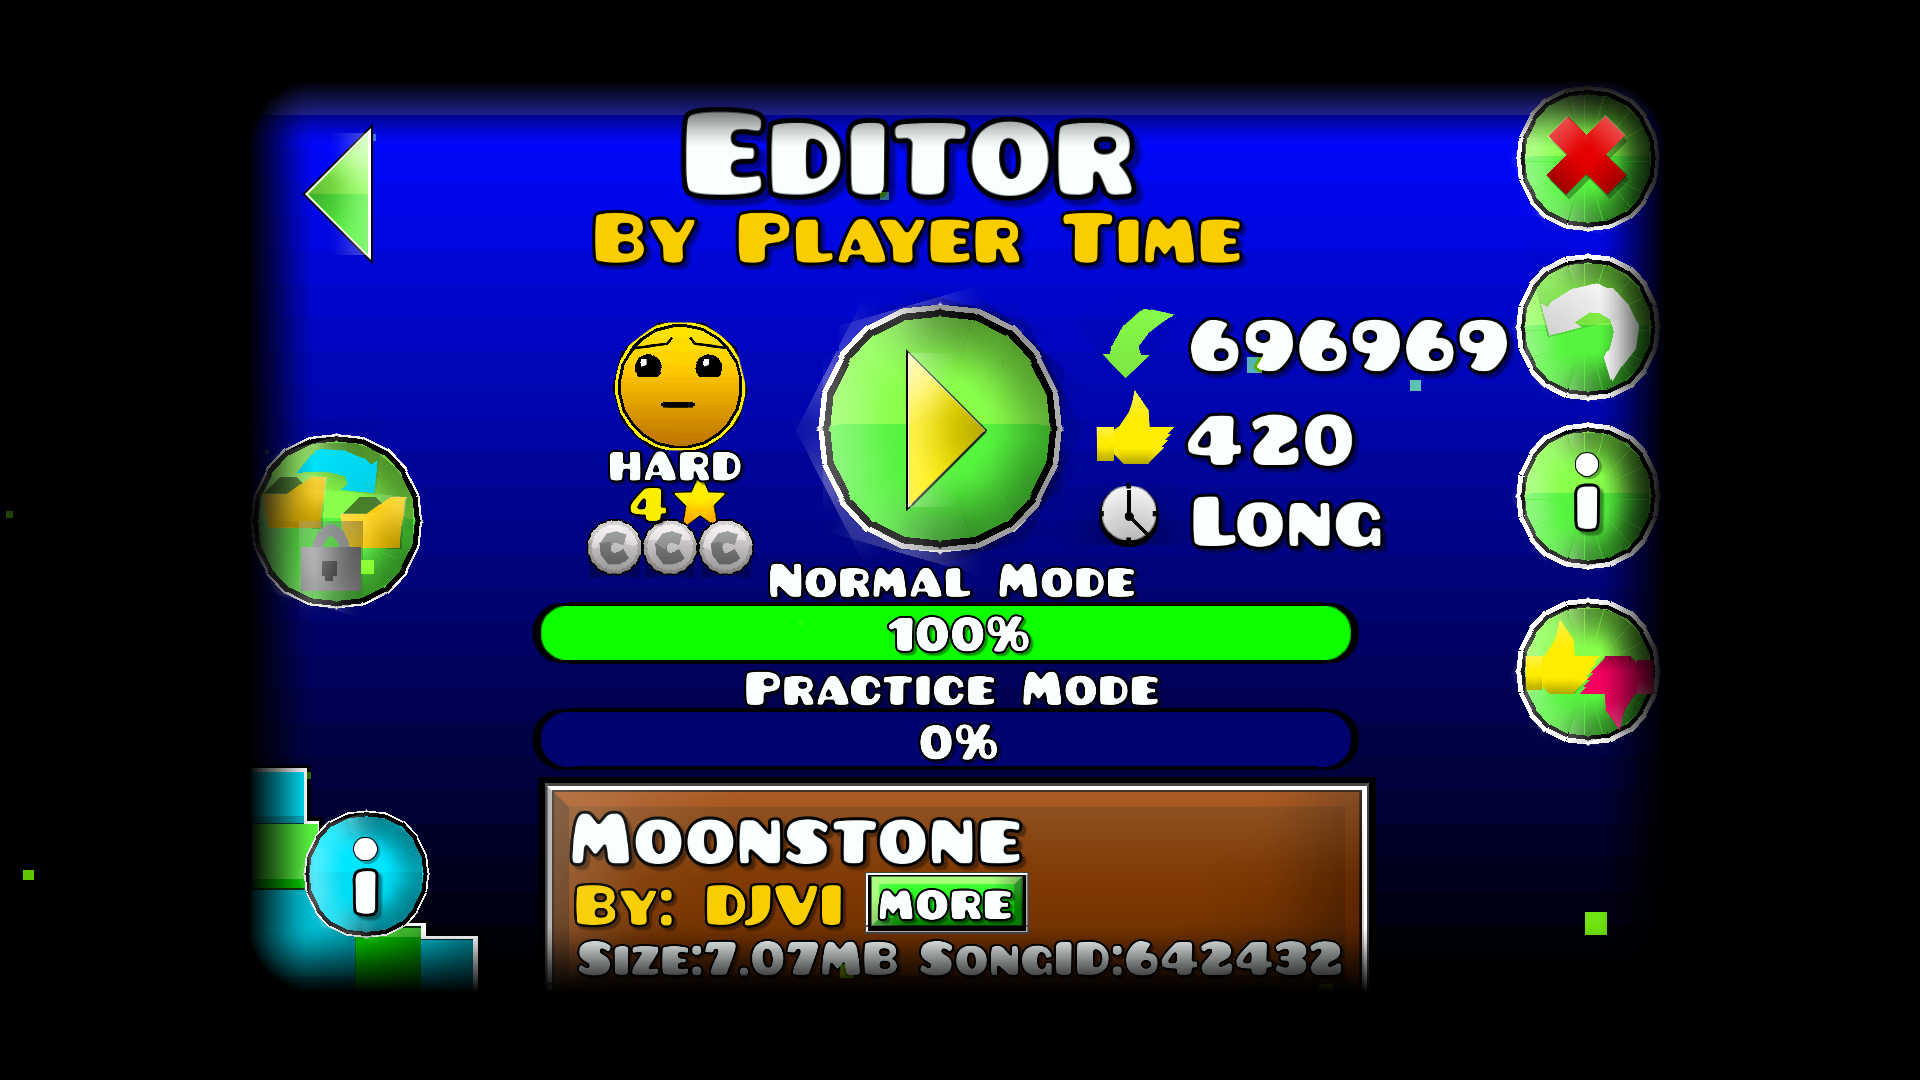 Editor
By Player Time
696969
420
Long
Hard
4
Normal Mode
100%
Practice Mode
0%
Moonstone
By: DJVI
More
Size:7.07MB SongID:642432